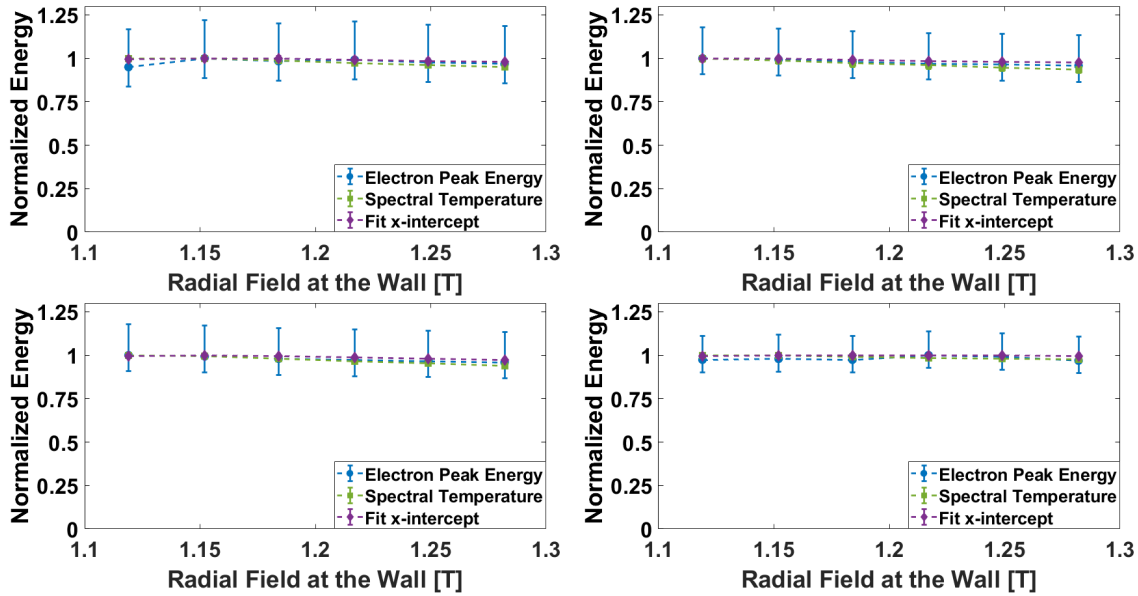 1.25
1
0.75
0.5
0.25
0
Normalized Energy
Electron Peak Energy
Spectral Temperature
Fit x-intercept
1.1 1.15 1.2 1.25 1.3
Radial Field at the Wall [T]
1.25
1
0.75
0.5
0.25
0
Normalized Energy
Electron Peak Energy
Spectral Temperature
Fit x-intercept
1.1 1.15 1.2 1.25 1.3
Radial Field at the Wall [T]
1.25
1
0.75
0.5
0.25
0
Normalized Energy
Electron Peak Energy
Spectral Temperature
Fit x-intercept
1.1 1.15 1.2 1.25 1.3
Radial Field at the Wall [T]
1.25
1
0.75
0.5
0.25
0
Normalized Energy
Electron Peak Energy
Spectral Temperature
Fit x-intercept
1.1 1.15 1.2 1.25 1.3
Radial Field at the Wall [T]